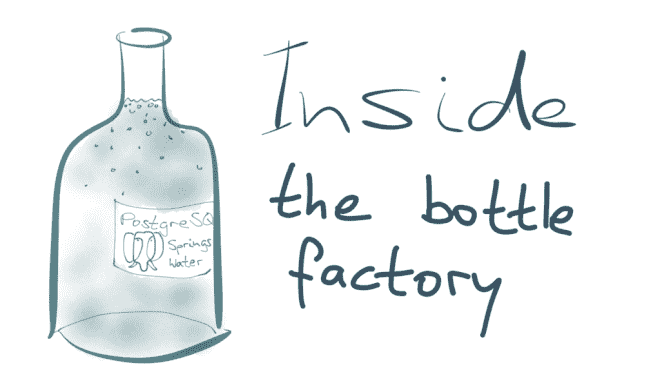 Inside
the bottle
factory
PostgreSQ
Springs
Water